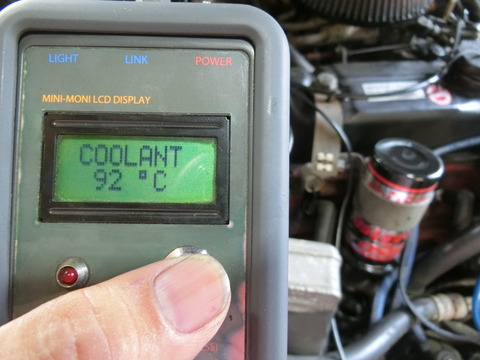 LIGHT LINK POWER
MINI-MONI LCD DISPLAY
COOLANT
92 °C